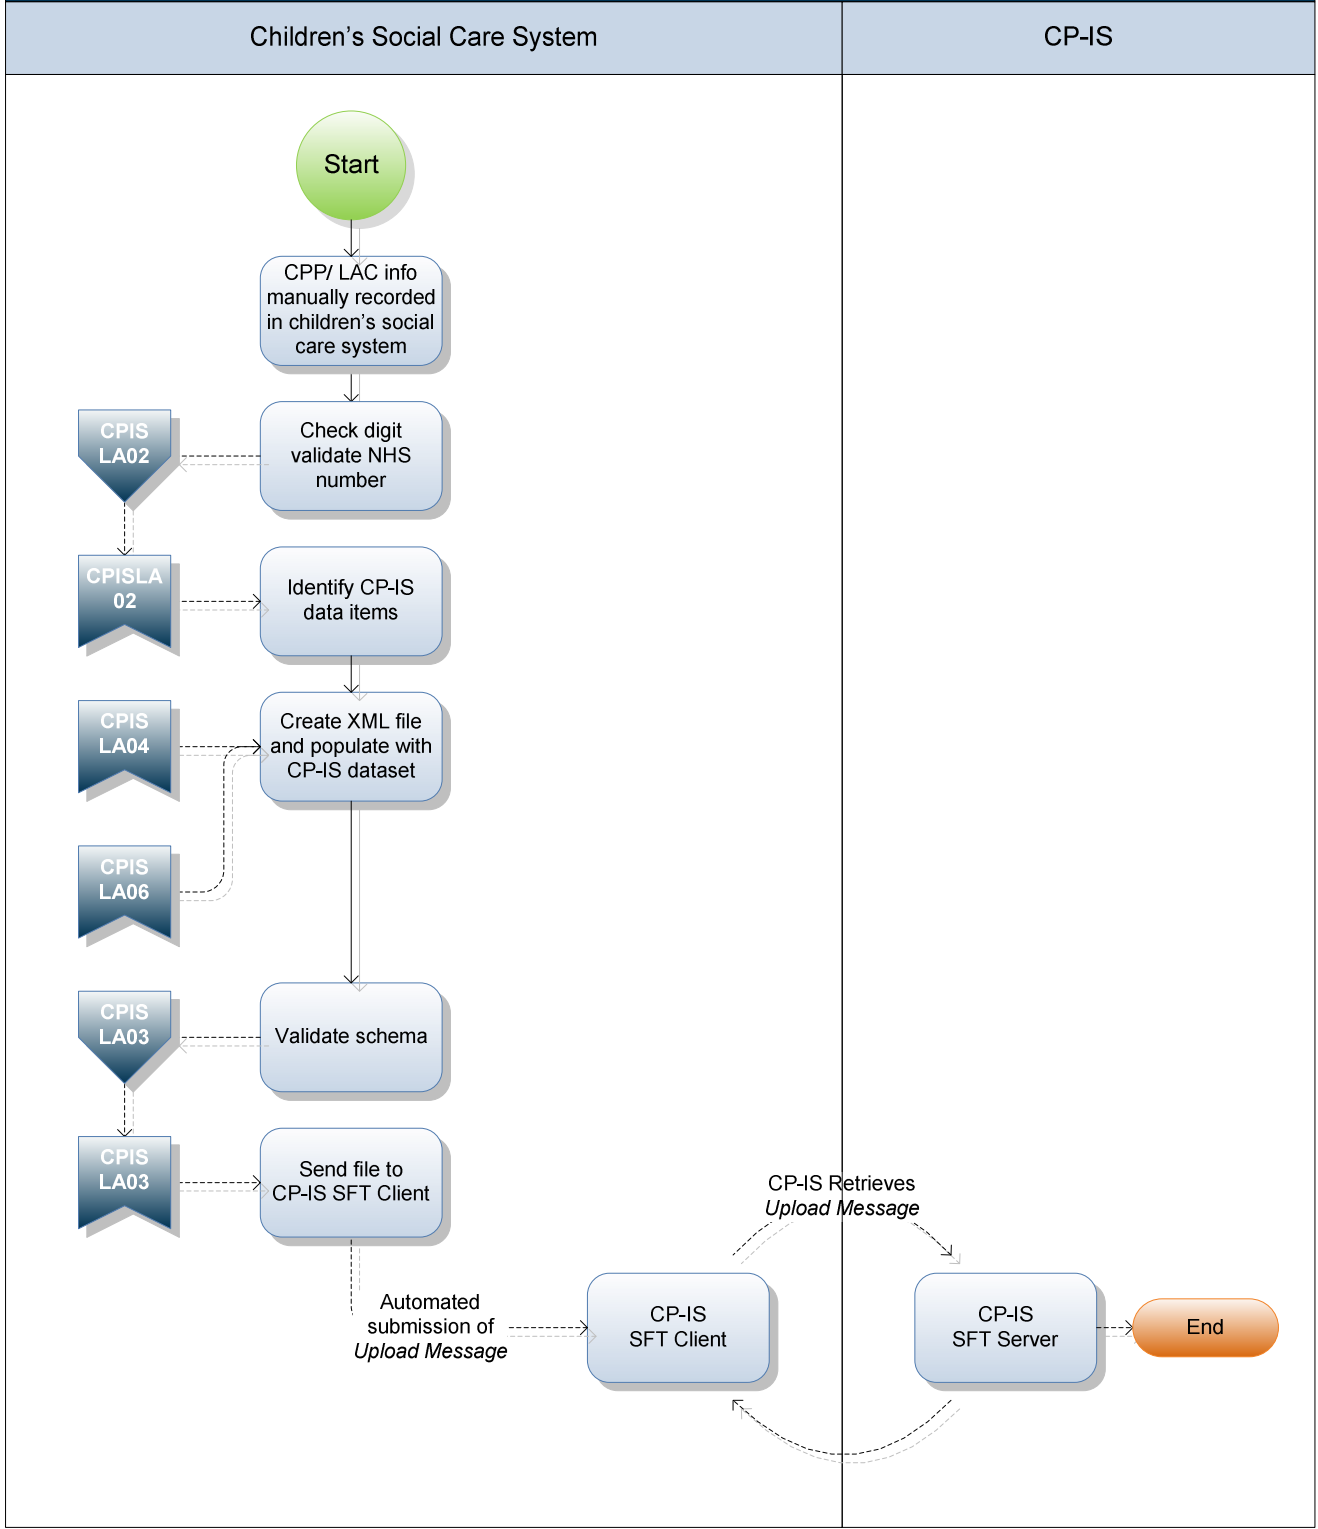 Children's Social Care System
CP-IS
Start
CPP/ LAC info
manually recorded
in children's social
care system
CPIS
LA02
Check digit
validate NHS
number
CPISLA
02
Identify CP-IS
data items
CPIS
LA04
Create XML file
and populate with
CP-IS dataset
CPIS
LA06
CPIS
LA03
Validate schema
CPIS
LA03
Send file to
CP-IS SFT Client
CP-IS Retrieves
Upload Message
Automated
submission of
Upload Message
CP-IS
SFT Client
CP-IS
SFT Server
End